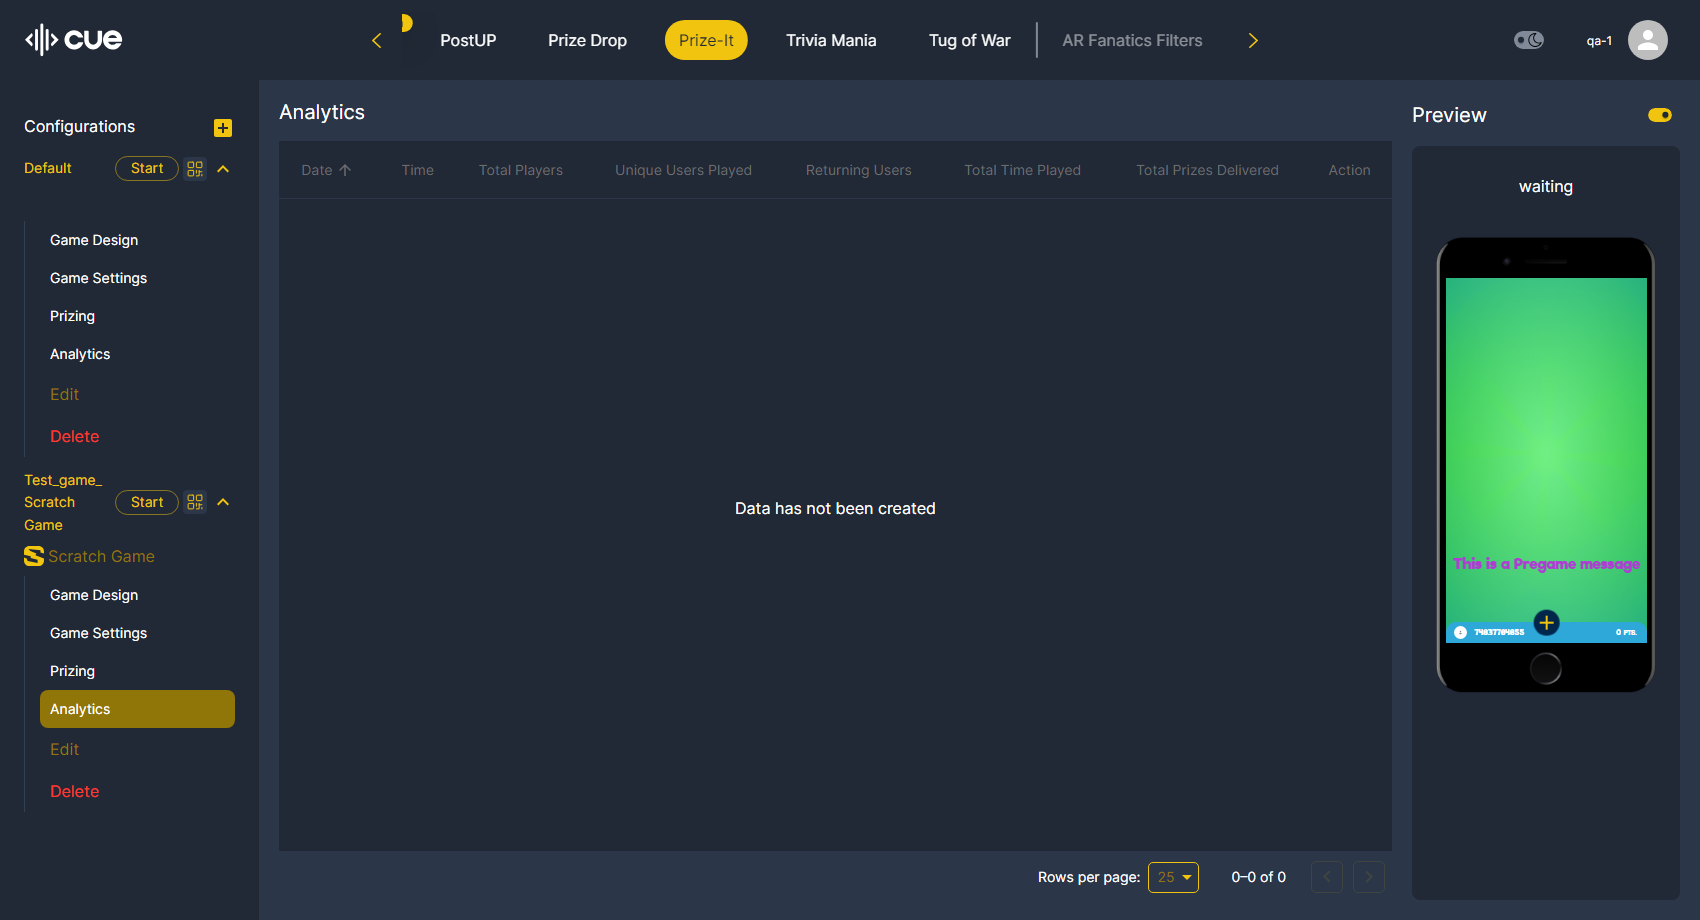 cue
PostUP
Prize Drop
Prize-It
Trivia Mania
Tug of War
AR Fanatics Filters
qa-1
Configurations
Default
Start
Game Design
Game Settings
Prizing
Analytics
Edit
Delete
Test_game_
Scratch
Game
Start
Scratch Game
Game Design
Game Settings
Prizing
Analytics
Edit
Delete
Analytics
Date
Time
Total Players
Unique Users Played
Returning Users
Total Time Played
Total Prizes Delivered
Action
Data has not been created
Rows per page:
25
0–0 of 0
Preview
waiting
This is a Pregame message
0 PTS.